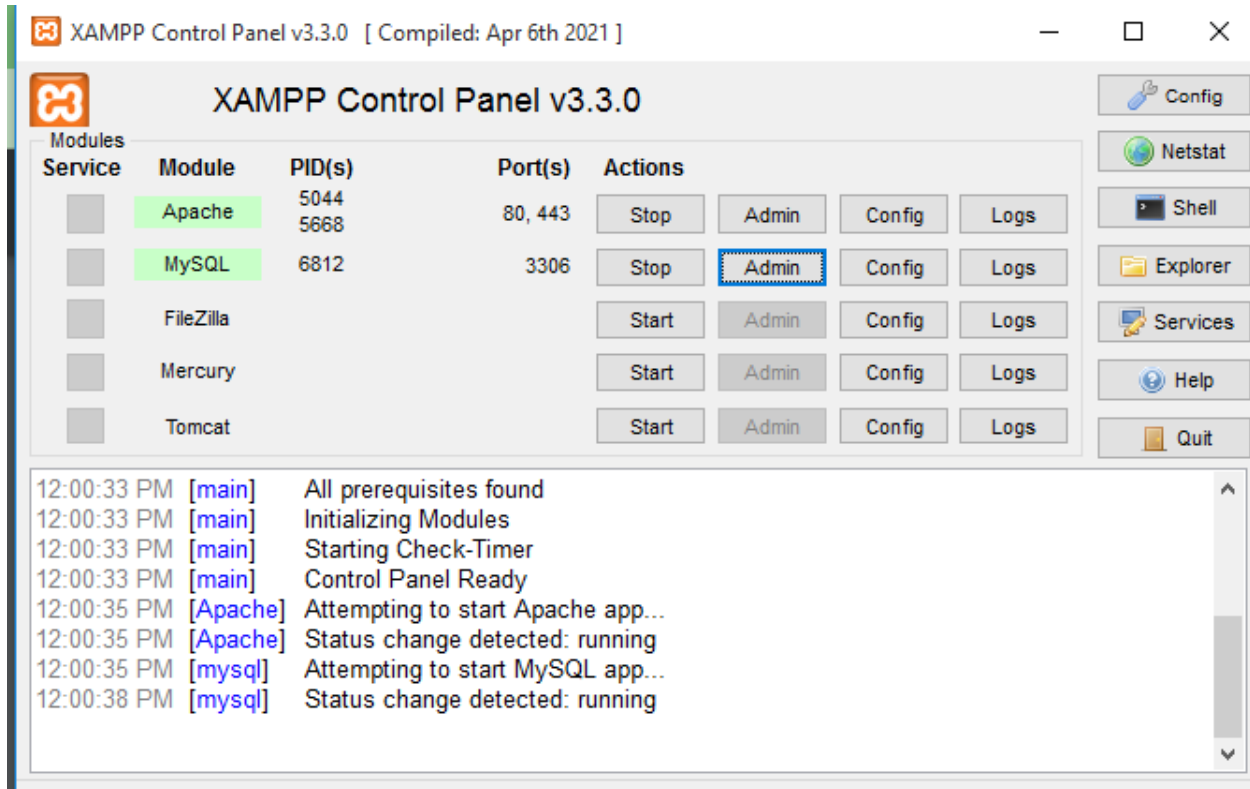 XAMPP Control Panel v3.3.0 [ Compiled: Apr 6th 2021 ]
XAMPP Control Panel v3.3.0
Config
Modules
Netstat
Service Module PID(s) Port(s) Actions
Apache 5044 5668 80, 443 Stop Admin Config Logs
Shell
MySQL 6812 3306 Stop Admin Config Logs
Explorer
FileZilla Start Admin Config Logs
Services
Mercury Start Admin Config Logs
Help
Tomcat Start Admin Config Logs
Quit
12:00:33 PM [main] All prerequisites found
12:00:33 PM [main] Initializing Modules
12:00:33 PM [main] Starting Check-Timer
12:00:33 PM [main] Control Panel Ready
12:00:35 PM [Apache] Attempting to start Apache app...
12:00:35 PM [Apache] Status change detected: running
12:00:35 PM [mysql] Attempting to start MySQL app...
12:00:38 PM [mysql] Status change detected: running